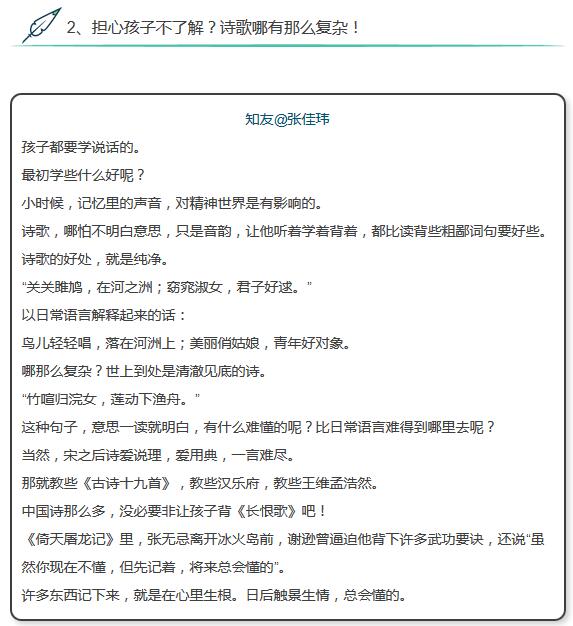 2、担心孩子不了解？诗歌哪有那么复杂！
知友@张佳玮
孩子都要学说话的。
最初学些什么好呢？
小时候，记忆里的声音，对精神世界是有影响的。
诗歌，哪怕不明白意思，只是音韵，让他听着学着背着，都比读背些粗鄙词句要好些。
诗歌的好处，就是纯净。
“关关雎鸠，在河之洲；窈窕淑女，君子好逑。”
以日常语言解释起来的话：
鸟儿轻轻唱，落在河洲上；美丽俏姑娘，青年好对象。
哪那么复杂？世上到处是清澈见底的诗。
“竹喧归浣女，莲动下渔舟。”
这种句子，意思一读就明白，有什么难懂的呢？比日常语言难得到哪里去呢？
当然，宋之后诗爱说理，爱用典，一言难尽。
那就教些《古诗十九首》，教些汉乐府，教些王维孟浩然。
中国诗那么多，没必要非让孩子背《长恨歌》吧！
《倚天屠龙记》里，张无忌离开冰火岛前，谢逊曾逼迫他背下许多武功要诀，还说“虽
然你现在不懂，但先记着，将来总会懂的”。
许多东西记下来，就是在心里生根。日后触景生情，总会懂的。